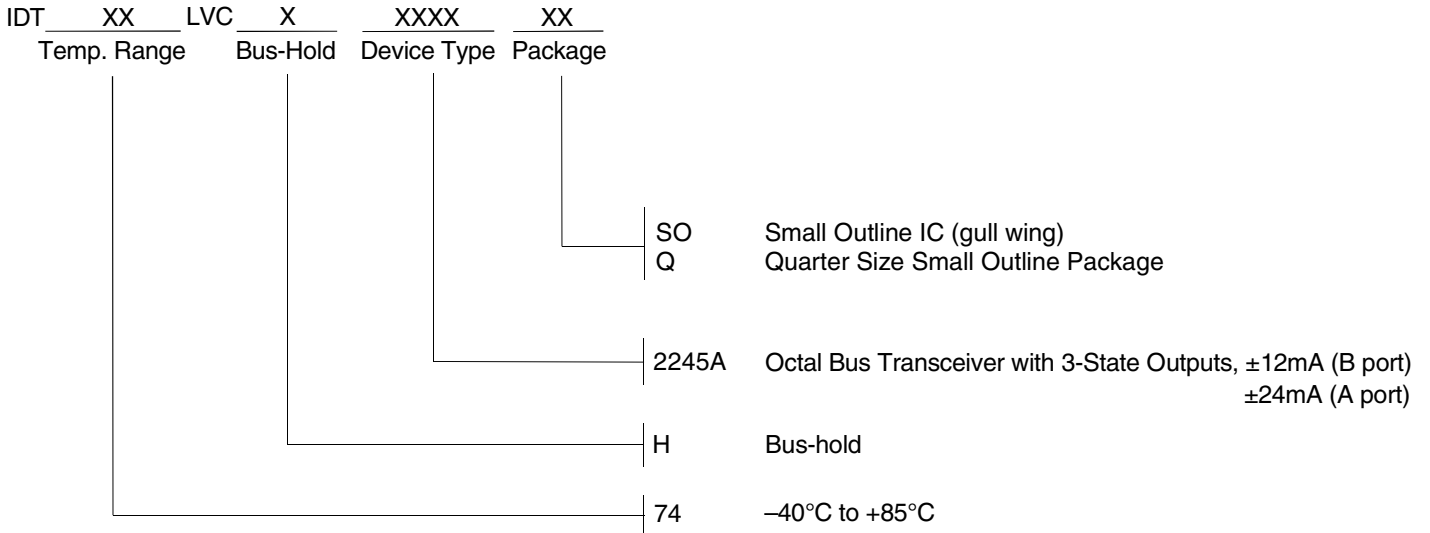 IDT XX LVC X XXXX XX
Temp. Range Bus-Hold Device Type Package
SO Small Outline IC (gull wing)
Q Quarter Size Small Outline Package
2245A Octal Bus Transceiver with 3-State Outputs, ±12mA (B port)
±24mA (A port)
H Bus-hold
74 –40°C to +85°C